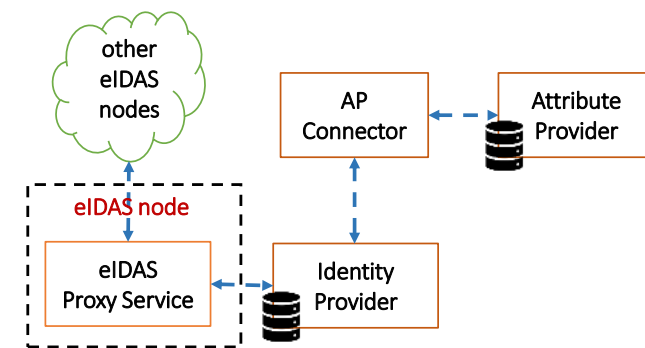 other
eIDAS
nodes
AP
Connector
Attribute
Provider
eIDAS node
eIDAS
Proxy Service
Identity
Provider